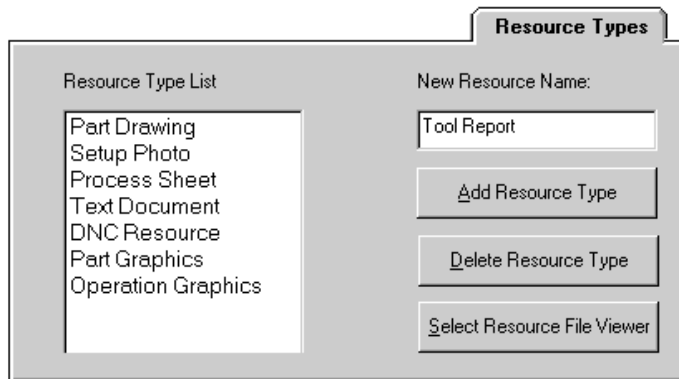 Resource Types
Resource Type List
Part Drawing
Setup Photo
Process Sheet
Text Document
DNC Resource
Part Graphics
Operation Graphics
New Resource Name:
Tool Report
Add Resource Type
Delete Resource Type
Select Resource File Viewer